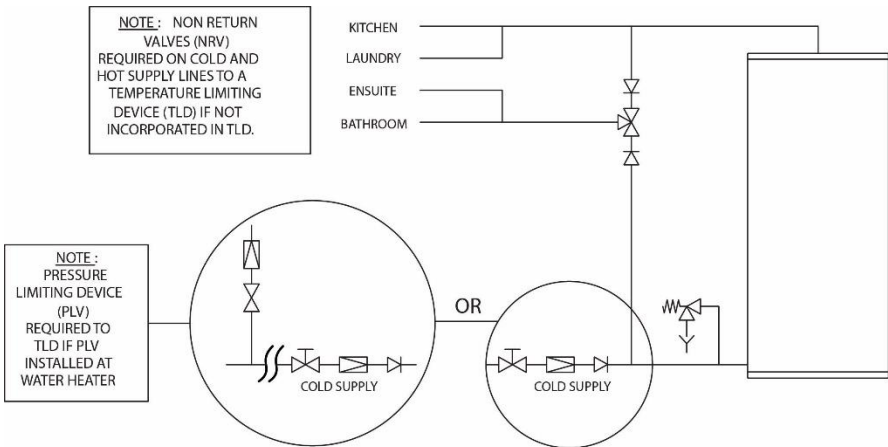 NOTE : NON RETURN
VALVES (NRV)
REQUIRED ON COLD AND
HOT SUPPLY LINES TO A
TEMPERATURE LIMITING
DEVICE (TLD) IF NOT
INCORPORATED IN TLD.
KITCHEN
LAUNDRY
ENSUITE
BATHROOM
NOTE :
PRESSURE
LIMITING DEVICE
(PLV)
REQUIRED TO
TLD IF PLV
INSTALLED AT
WATER HEATER
OR
COLD SUPPLY
COLD SUPPLY